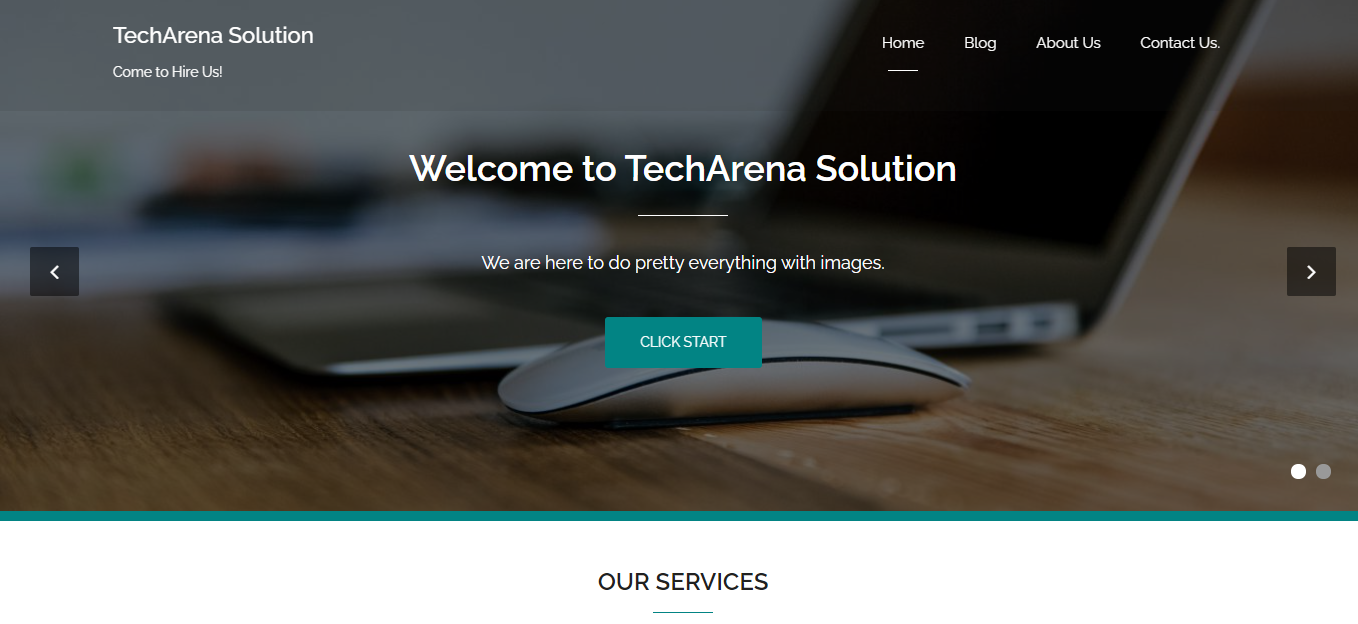 TechArena Solution
Come to Hire Us!
Home Blog About Us Contact Us.
Welcome to TechArena Solution
We are here to do pretty everything with images.
CLICK START
OUR SERVICES